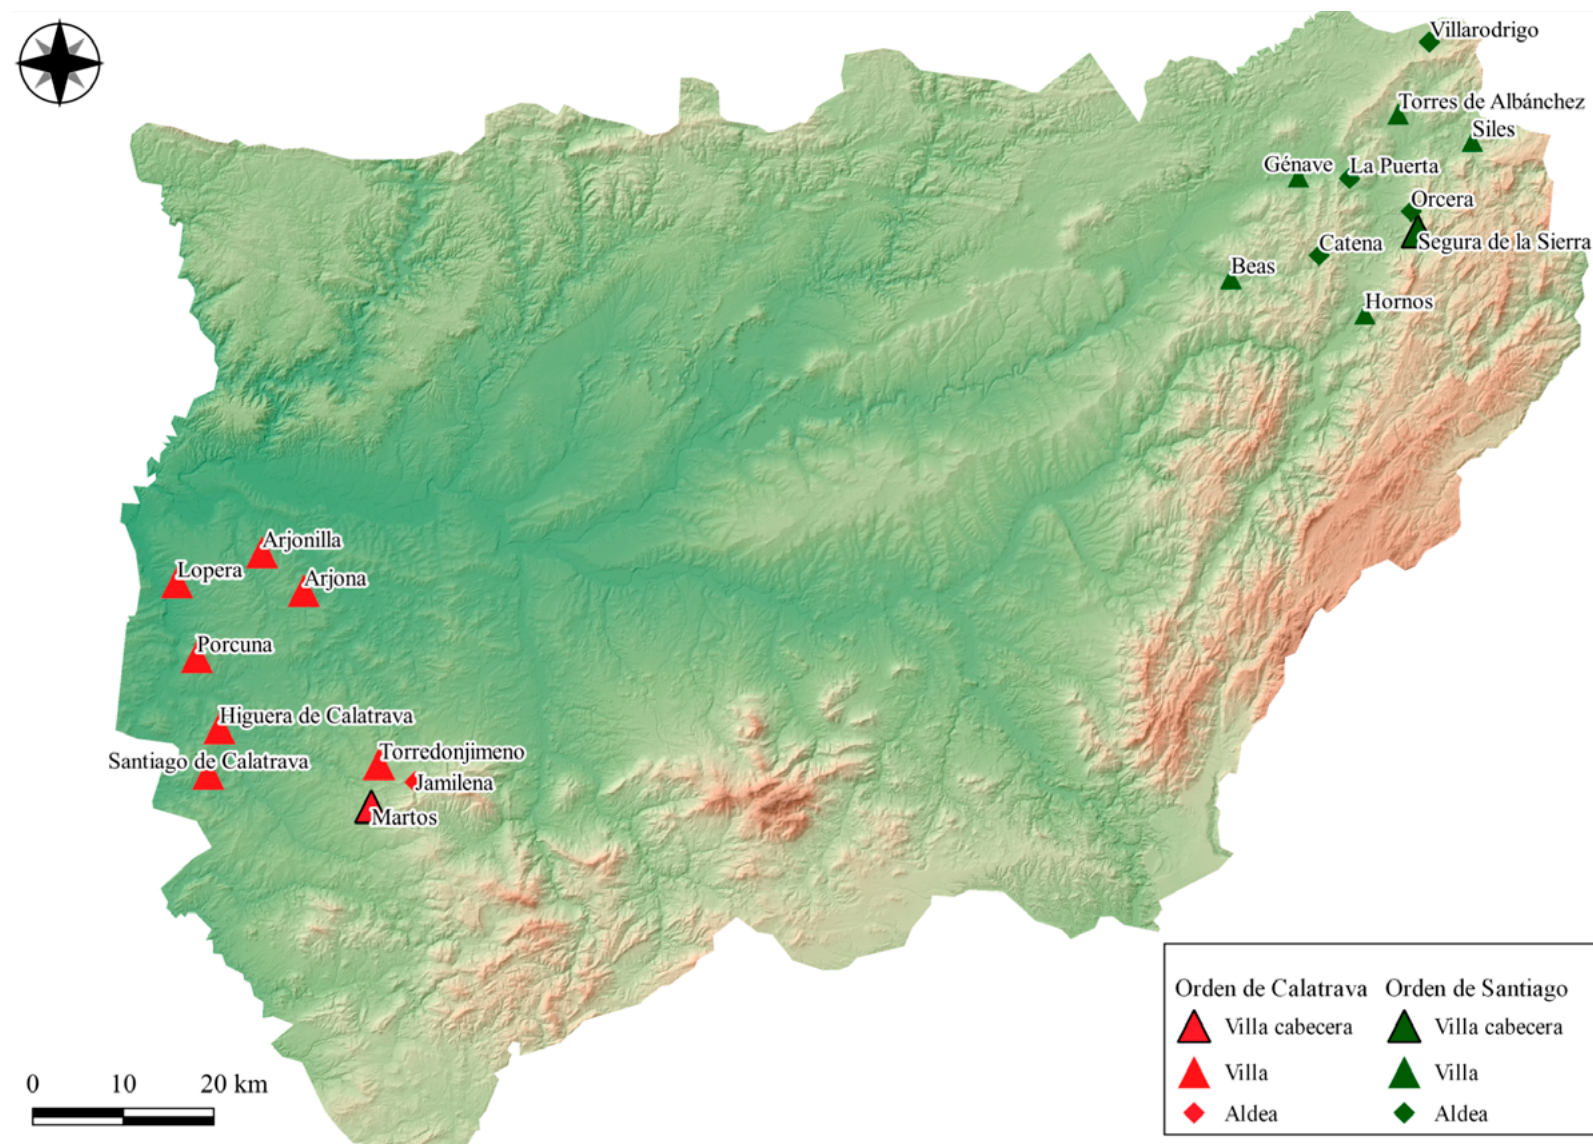 Villarodrigo
Torres de Albánchez
Siles
Génave
La Puerta
Orcera
Segura de la Sierra
Catena
Beas
Hornos
Arjonilla
Lopera
Arjona
Porcuna
Higuera de Calatrava
Torredonjimeno
Santiago de Calatrava
Jamilena
Martos
Orden de Calatrava
Villa cabecera
Villa
Aldea
Orden de Santiago
Villa cabecera
Villa
Aldea
0 10 20 km